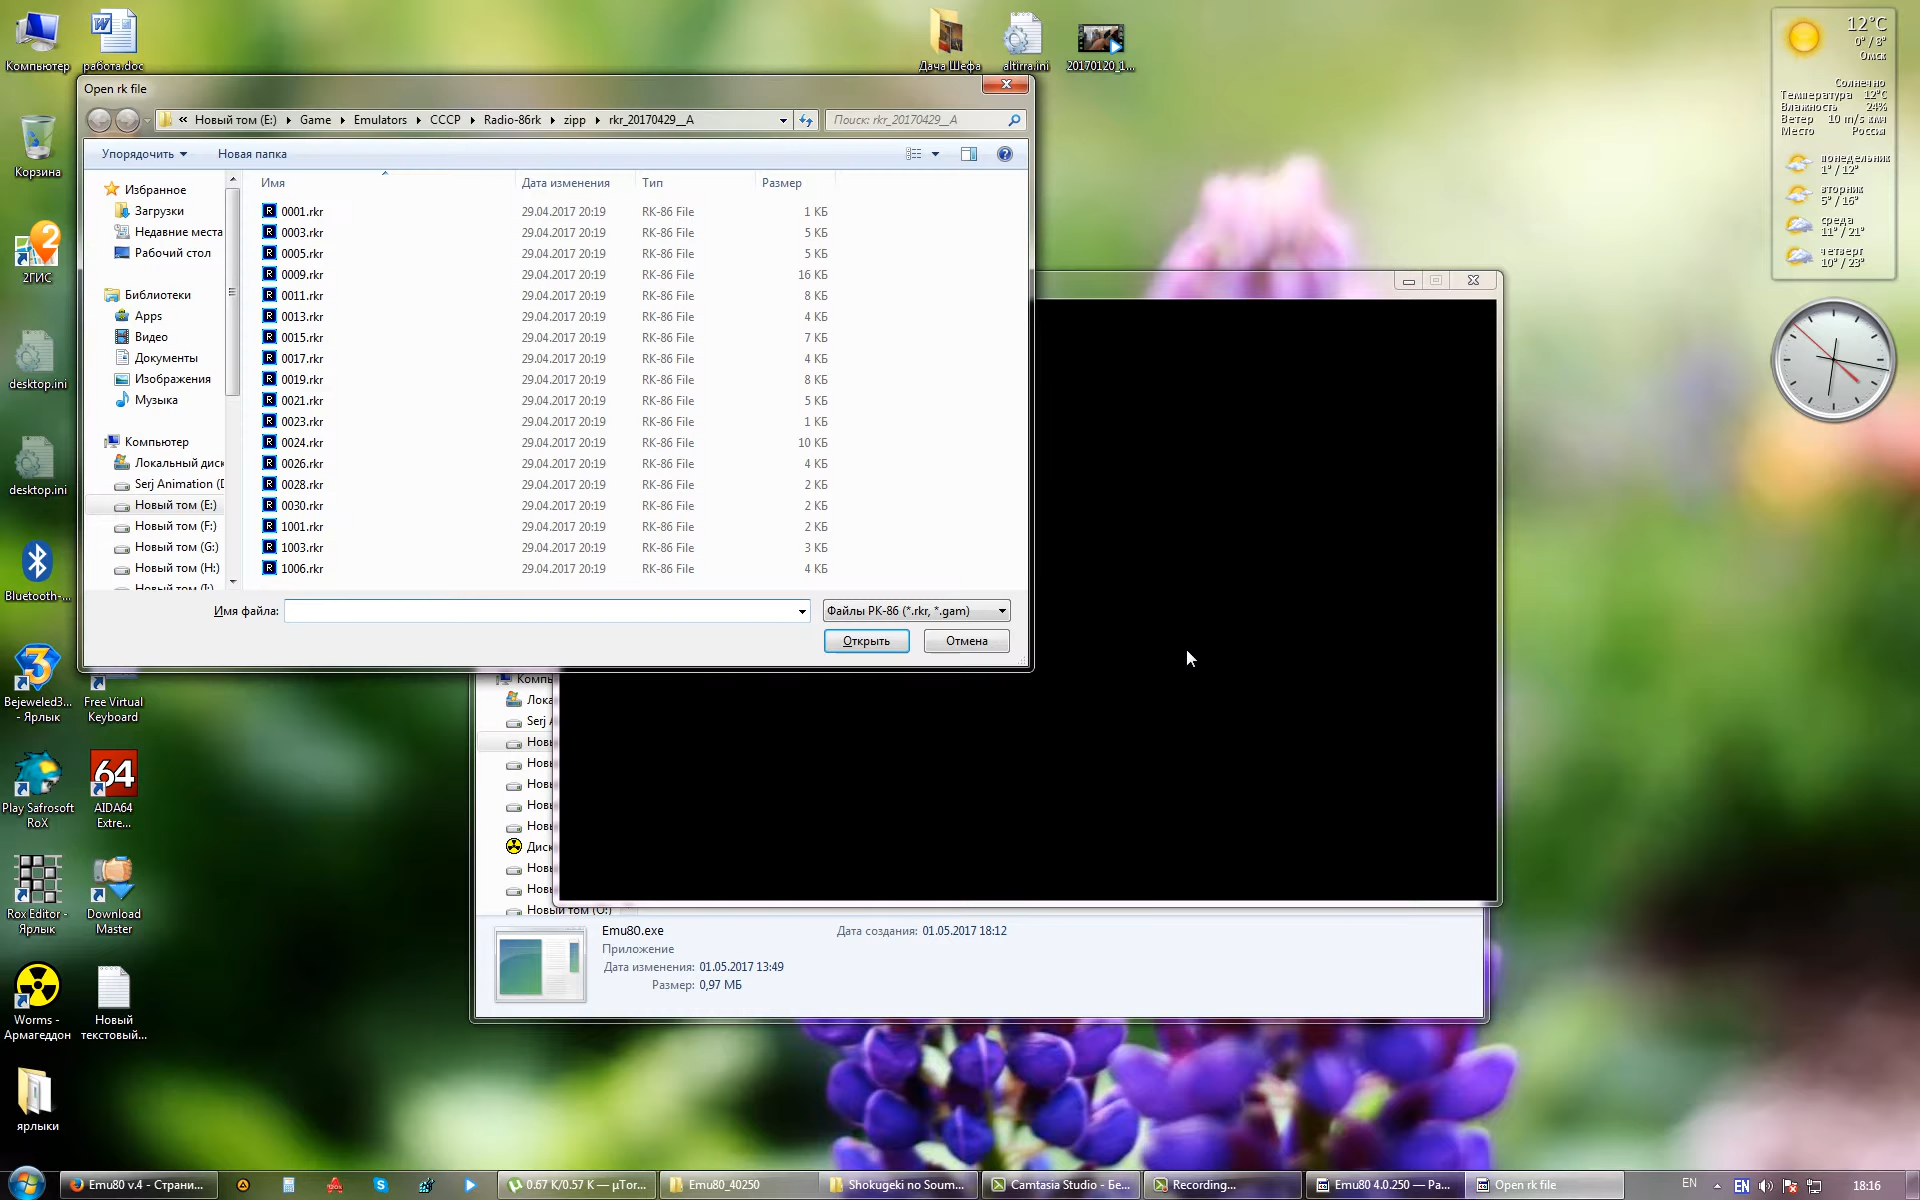 Компьютер
работа.doc
Дача Шефа
altirra.ini
20170120_1...
Корзина
2ГИС
desktop.ini
desktop.ini
Bluetooth-...
Bejeweled3... - Ярлык
Free Virtual Keyboard
Play Safrosoft RoX
AIDA64 Extre...
Rox Editor - Ярлык
Download Master
Worms - Армагеддон
Новый текстовый...
ярлыки
Open rk file
« Новый том (E:) Game Emulators СССР Radio-86rk zipp rkr_20170429__A
Поиск: rkr_20170429__A
Упорядочить
Новая папка
Избранное
Загрузки
Недавние места
Рабочий стол
Библиотеки
Apps
Видео
Документы
Изображения
Музыка
Компьютер
Локальный диск
Serj Animation (D
Новый том (E:)
Новый том (F:)
Новый том (G:)
Новый том (H:)
Новый том (I:)
Имя Дата изменения Тип Размер
0001.rkr 29.04.2017 20:19 RK-86 File 1 КБ
0003.rkr 29.04.2017 20:19 RK-86 File 5 КБ
0005.rkr 29.04.2017 20:19 RK-86 File 5 КБ
0009.rkr 29.04.2017 20:19 RK-86 File 16 КБ
0011.rkr 29.04.2017 20:19 RK-86 File 8 КБ
0013.rkr 29.04.2017 20:19 RK-86 File 4 КБ
0015.rkr 29.04.2017 20:19 RK-86 File 7 КБ
0017.rkr 29.04.2017 20:19 RK-86 File 4 КБ
0019.rkr 29.04.2017 20:19 RK-86 File 8 КБ
0021.rkr 29.04.2017 20:19 RK-86 File 5 КБ
0023.rkr 29.04.2017 20:19 RK-86 File 1 КБ
0024.rkr 29.04.2017 20:19 RK-86 File 10 КБ
0026.rkr 29.04.2017 20:19 RK-86 File 4 КБ
0028.rkr 29.04.2017 20:19 RK-86 File 2 КБ
0030.rkr 29.04.2017 20:19 RK-86 File 2 КБ
1001.rkr 29.04.2017 20:19 RK-86 File 2 КБ
1003.rkr 29.04.2017 20:19 RK-86 File 3 КБ
1006.rkr 29.04.2017 20:19 RK-86 File 4 КБ
Имя файла:
Файлы РК-86 (*.rkr, *.gam)
Открыть
Отмена
Компь
Лока
Serj A
Новы
Новы
Новы
Новы
Новы
Диск
Новы
Новы
Новый том (O:)
Emu80.exe
Приложение
Дата изменения: 01.05.2017 13:49
Размер: 0,97 МБ
Дата создания: 01.05.2017 18:12
12°C
0° / 8°
Омск
Солнечно
Температура 12°C
Влажность 24%
Ветер 10 m/s кмч
Место Россия
понедельник
1° / 12°
вторник
5° / 16°
среда
11° / 21°
четверг
10° / 23°
Emu80 v.4 - Страни...
0.67 K/0.57 K — µTor...
Emu80_40250
Shokugeki no Soum...
Camtasia Studio - Бе...
Recording...
Emu80 4.0.250 — Ра...
Open rk file
EN
EN
18:16